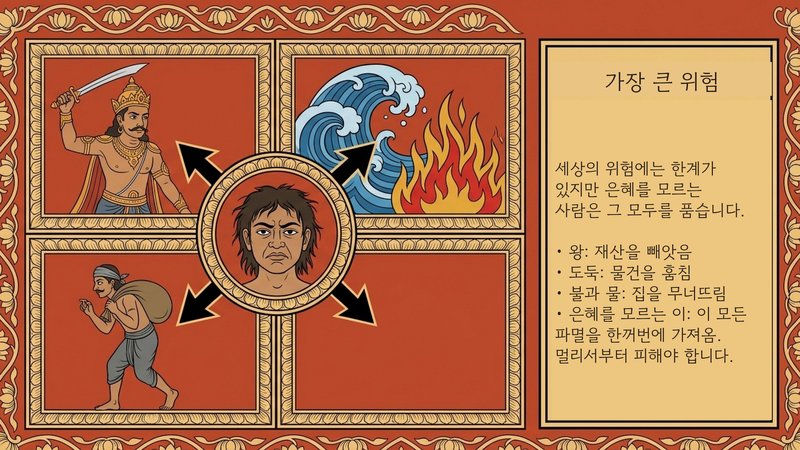 가장 큰 위험
세상의 위험에는 한계가
있지만 은혜를 모르는
사람은 그 모두를 품습니다.
• 왕: 재산을 빼앗음
• 도둑: 물건을 훔침
• 불과 물: 집을 무너뜨림
• 은혜를 모르는 이: 이 모든
파멸을 한꺼번에 가져옴.
멀리서부터 피해야 합니다.